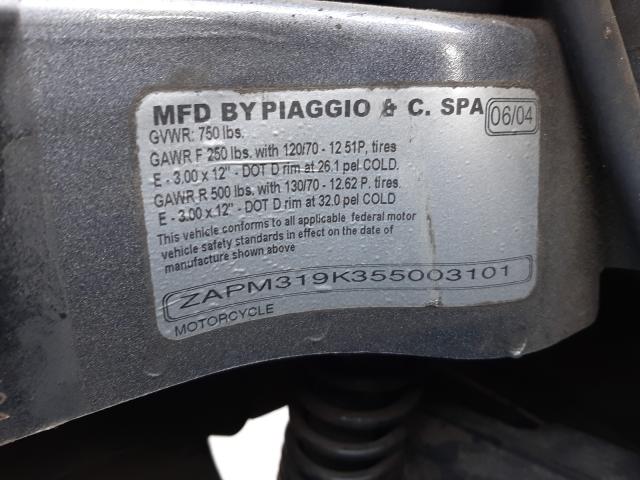 MFD BY PIAGGIO & C. SPA 06/04
GVWR: 750 lbs.
GAWR F 250 lbs. with 120/70 - 12 51P, tires
E - 3.00 x 12" - DOT D rim at 26.1 pel COLD.
GAWR R 500 lbs. with 130/70 - 12.62 P. tires.
E - 3.00 x 12" - DOT D rim at 32.0 pel COLD
This vehicle conforms to all applicable federal motor
vehicle safety standards in effect on the date of
manufacture shown above
ZAPM319K355003101
MOTORCYCLE